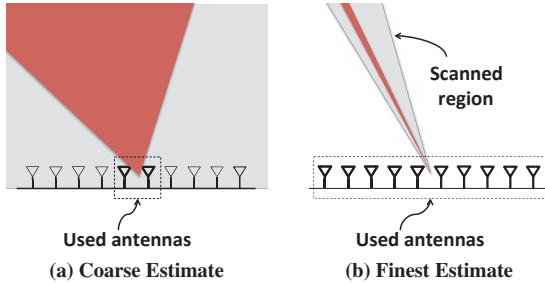 Scanned
region
Used antennas
Used antennas
(a) Coarse Estimate
(b) Finest Estimate